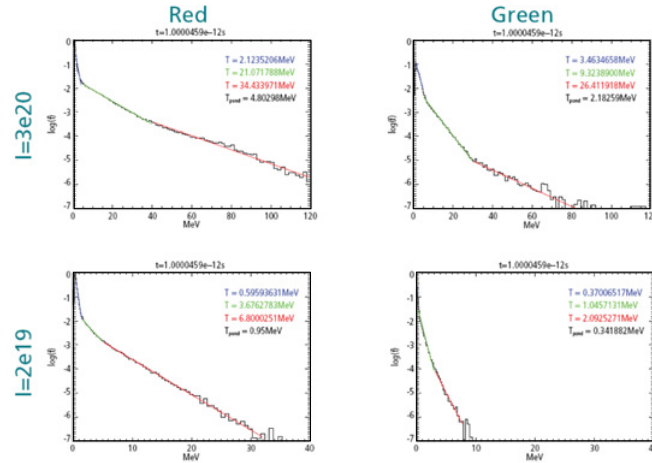 Red
Green
t=1.0000459e−12s
t=1.0000459e−12s
I=3e20
log(f)
0
-1
-2
-3
-4
-5
-6
-7
T = 2.1235206MeV
T = 21.071788MeV
T = 34.433971MeV
Tpond = 4.80298MeV
0 20 40 60 80 100 120
MeV
log(f)
0
-1
-2
-3
-4
-5
-6
-7
T = 3.4634658MeV
T = 9.3238900MeV
T = 26.411918MeV
Tpond = 2.18259MeV
0 20 40 60 80 100 120
MeV
t=1.0000459e−12s
t=1.0000459e−12s
I=2e19
log(f)
0
-1
-2
-3
-4
-5
-6
-7
T = 0.59593631MeV
T = 3.6762783MeV
T = 6.8000251MeV
Tpond = 0.95MeV
0 10 20 30 40
MeV
log(f)
0
-1
-2
-3
-4
-5
-6
-7
T = 0.37006517MeV
T = 1.0457131MeV
T = 2.0925271MeV
Tpond = 0.341882MeV
0 10 20 30 40
MeV